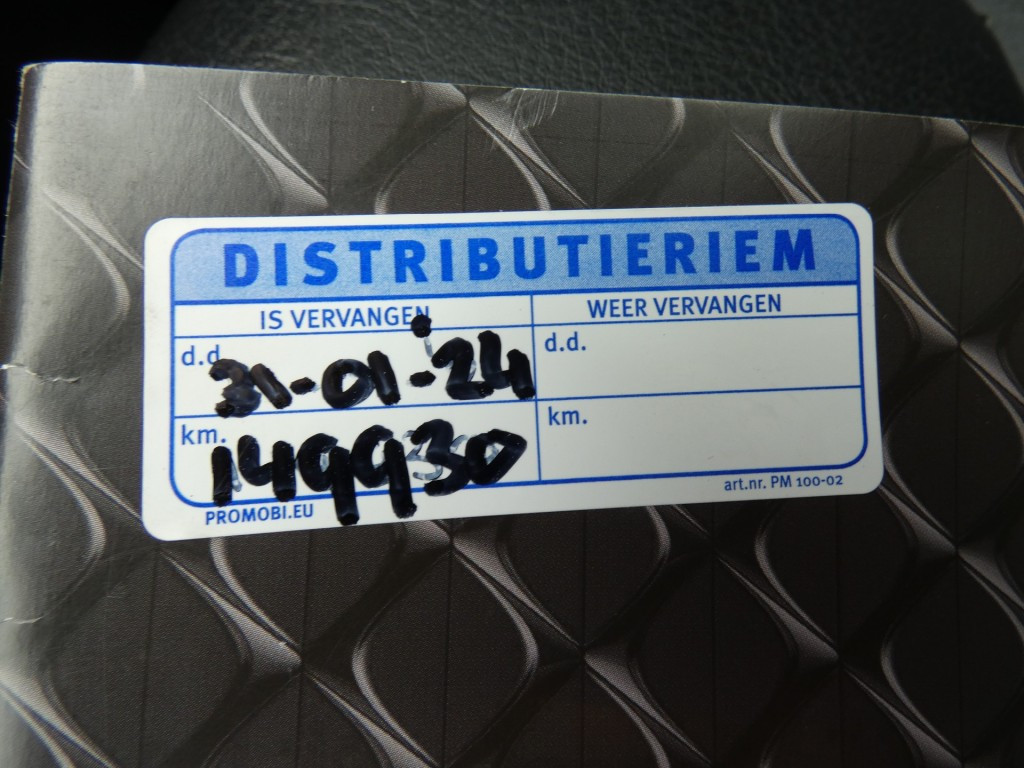 DISTRIBUTIERIEM
IS VERVANGEN
WEER VERVANGEN
d.d. 31-01-24
d.d.
km. 149930
km.
PROMOBI.EU
art.nr. PM 100-02